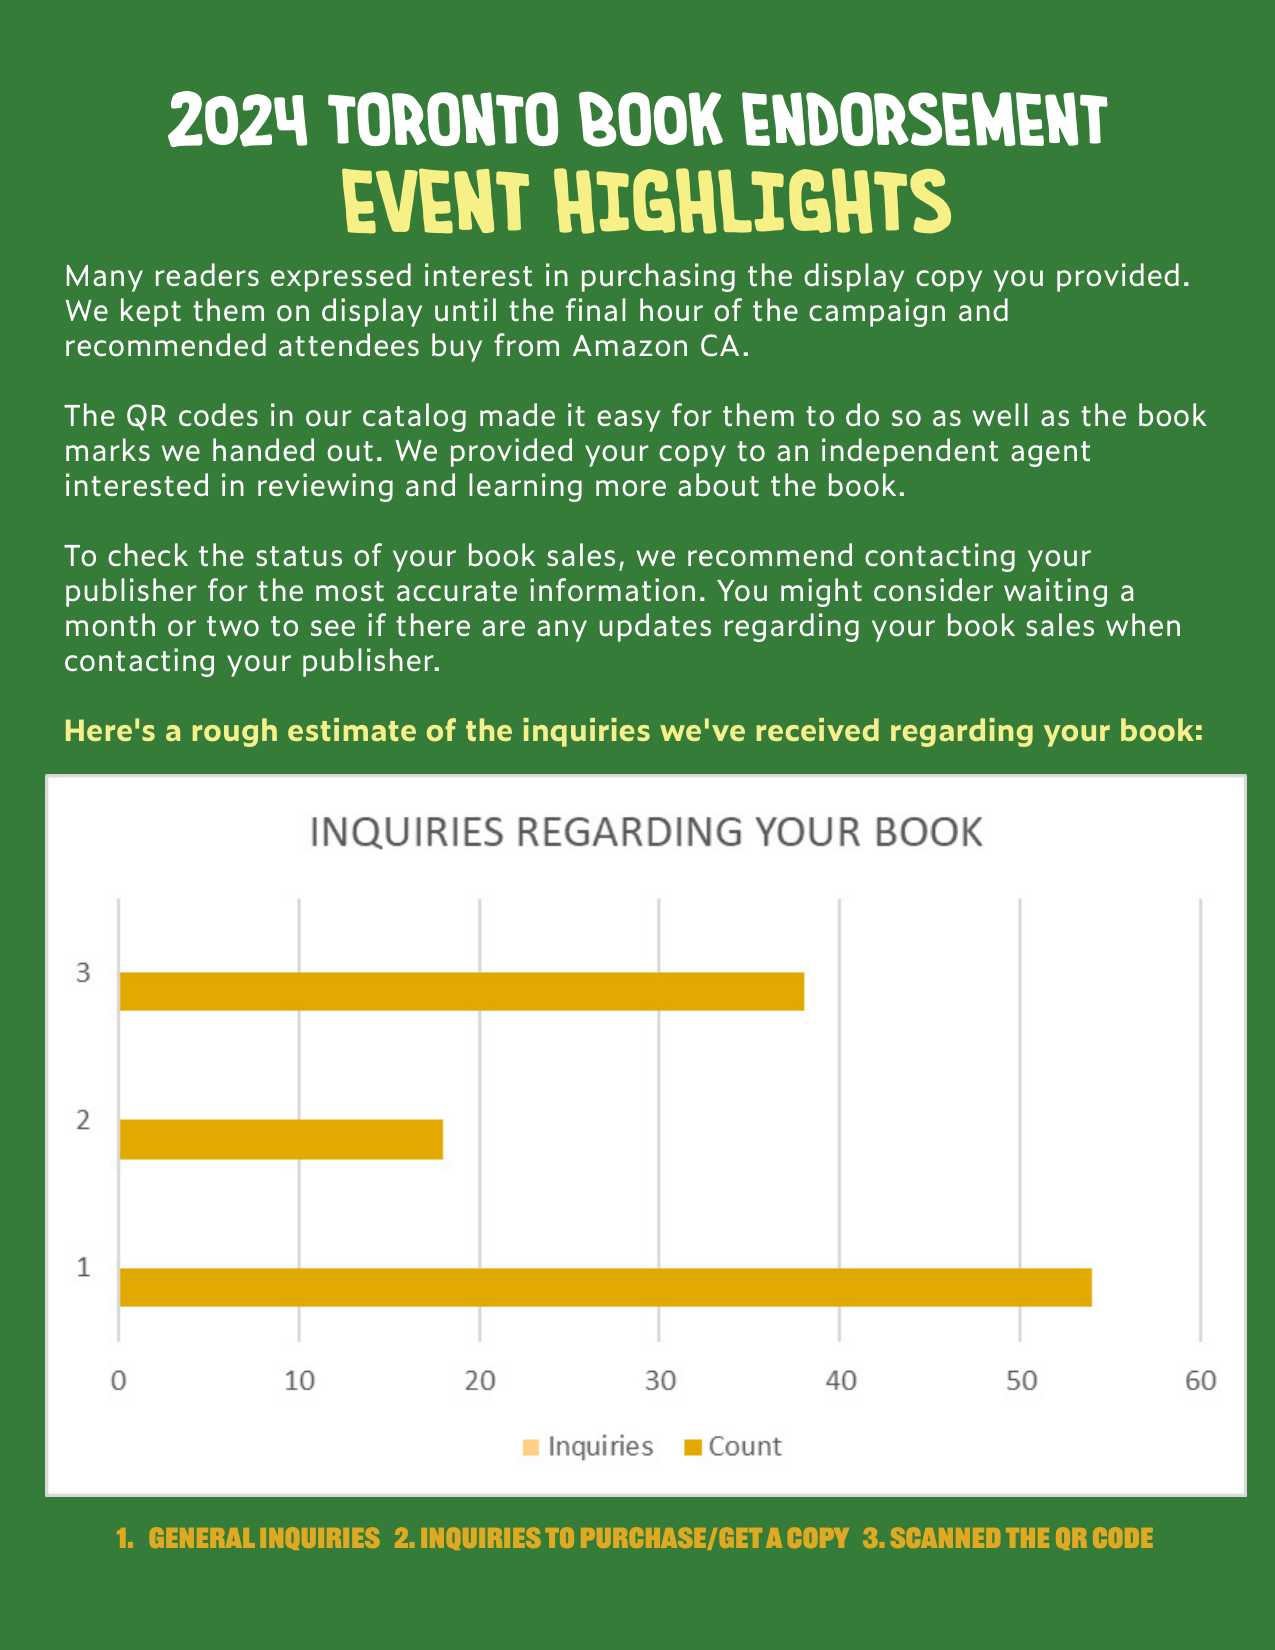 2024 TORONTO BOOK ENDORSEMENT
EVENT HIGHLIGHTS
Many readers expressed interest in purchasing the display copy you provided.
We kept them on display until the final hour of the campaign and
recommended attendees buy from Amazon CA.
The QR codes in our catalog made it easy for them to do so as well as the book
marks we handed out. We provided your copy to an independent agent
interested in reviewing and learning more about the book.
To check the status of your book sales, we recommend contacting your
publisher for the most accurate information. You might consider waiting a
month or two to see if there are any updates regarding your book sales when
contacting your publisher.
Here's a rough estimate of the inquiries we've received regarding your book:
INQUIRIES REGARDING YOUR BOOK
3
2
1
0 10 20 30 40 50 60
Inquiries Count
1. GENERAL INQUIRIES 2. INQUIRIES TO PURCHASE/GET A COPY 3. SCANNED THE QR CODE